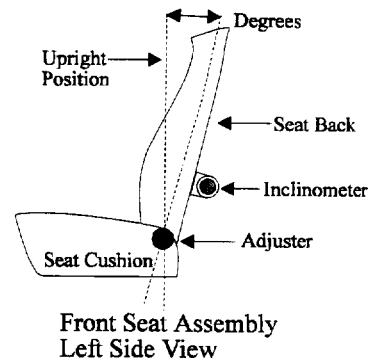 Degrees
Upright
Position
Seat Back
Inclinometer
Adjuster
Seat Cushion
Front Seat Assembly
Left Side View